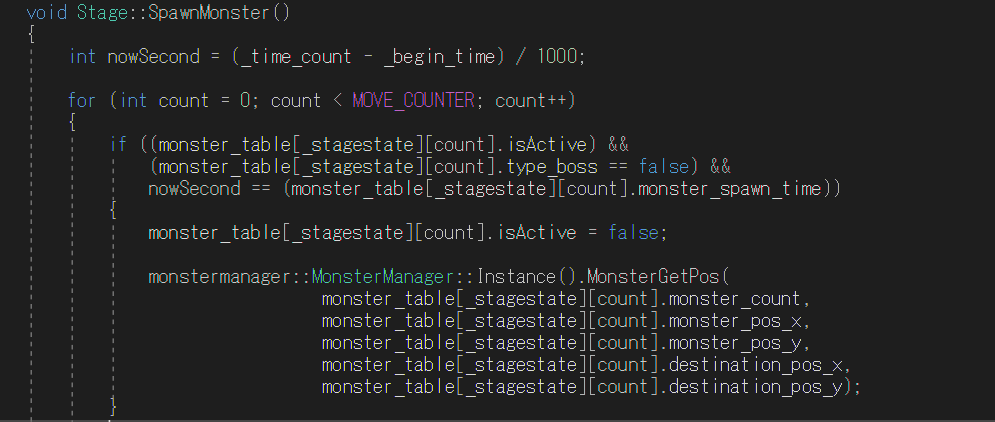 void Stage::SpawnMonster()
{
int nowSecond = (_time_count - _begin_time) / 1000;
for (int count = 0; count < MOVE_COUNTER; count++)
{
if ((monster_table[_stagestate][count].isActive) &&
(monster_table[_stagestate][count].type_boss == false) &&
nowSecond == (monster_table[_stagestate][count].monster_spawn_time))
{
monster_table[_stagestate][count].isActive = false;
monstermanager::MonsterManager::Instance().MonsterGetPos(
monster_table[_stagestate][count].monster_count,
monster_table[_stagestate][count].monster_pos_x,
monster_table[_stagestate][count].monster_pos_y,
monster_table[_stagestate][count].destination_pos_x,
monster_table[_stagestate][count].destination_pos_y);
}